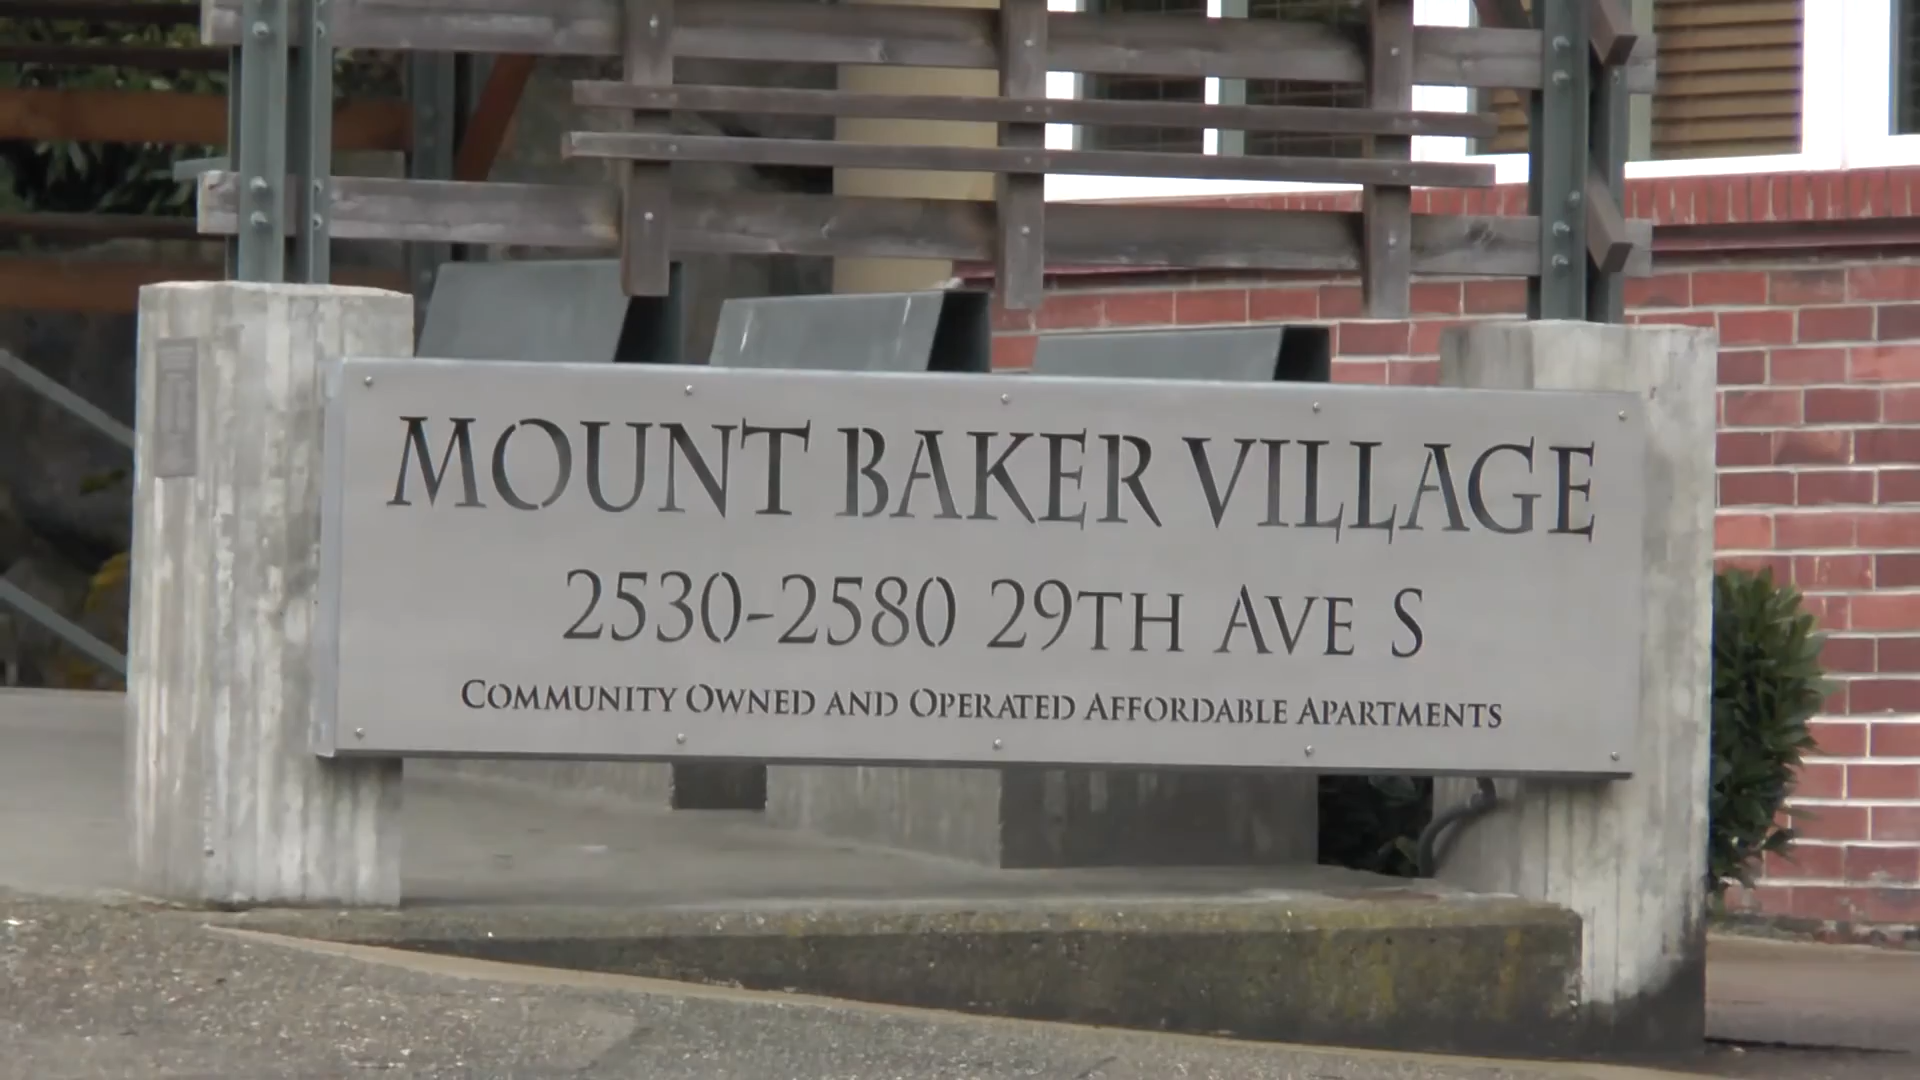 MOUNT BAKER VILLAGE
2530-2580 29TH AVE S
COMMUNITY OWNED AND OPERATED AFFORDABLE APARTMENTS